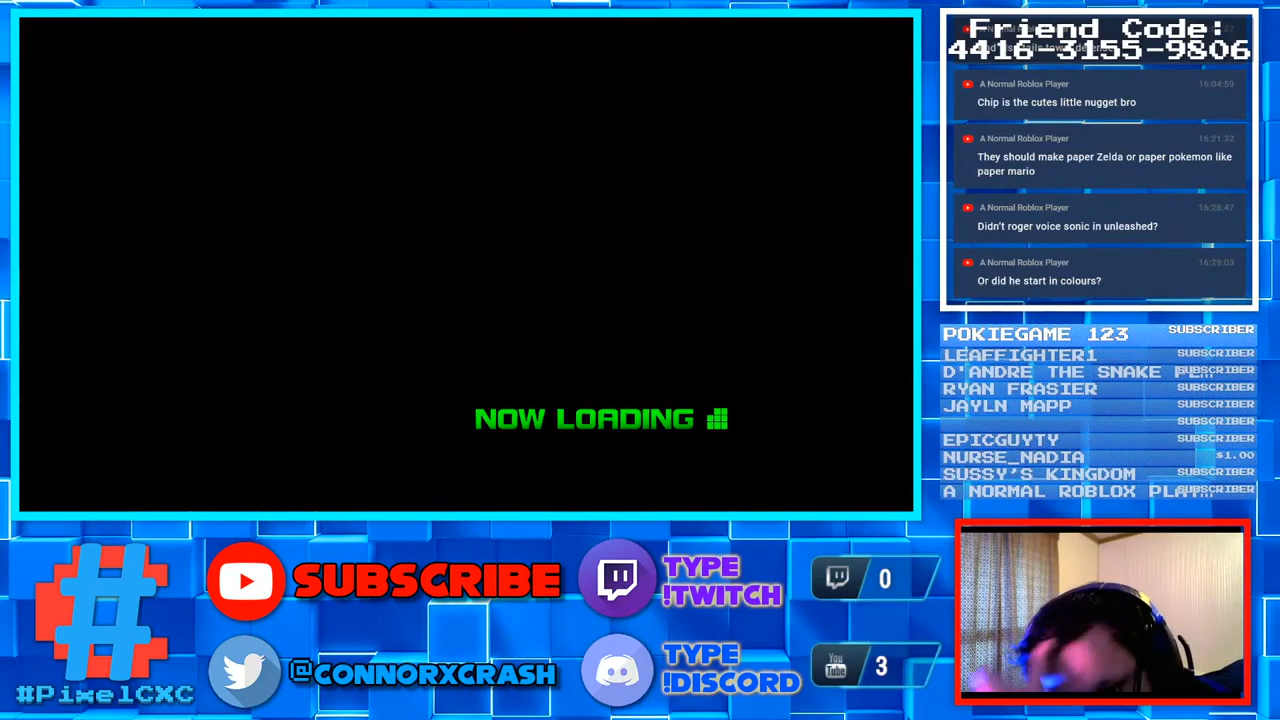 Friend Code:
4416-3155-9806
A Normal Roblox Player 16:04:59
Chip is the cutes little nugget bro
A Normal Roblox Player 16:21:32
They should make paper Zelda or paper pokemon like
paper mario
A Normal Roblox Player 16:28:47
Didn't roger voice sonic in unleashed?
A Normal Roblox Player 16:29:03
Or did he start in colours?
NOW LOADING
POKIEGAME 123 SUBSCRIBER
LEAFFIGHTER1 SUBSCRIBER
D'ANDRE THE SNAKE SUBSCRIBER
RYAN FRASIER SUBSCRIBER
JAYLN MAPP SUBSCRIBER
SUBSCRIBER
EPICGUYTY SUBSCRIBER
NURSE_NADIA $1.00
SUSSY'S KINGDOM SUBSCRIBER
A NORMAL ROBLOX SUBSCRIBER
#
#PixelCXC
SUBSCRIBE
@CONNORXCRASH
TYPE
!TWITCH
TYPE
!DISCORD
0
You Tube 3